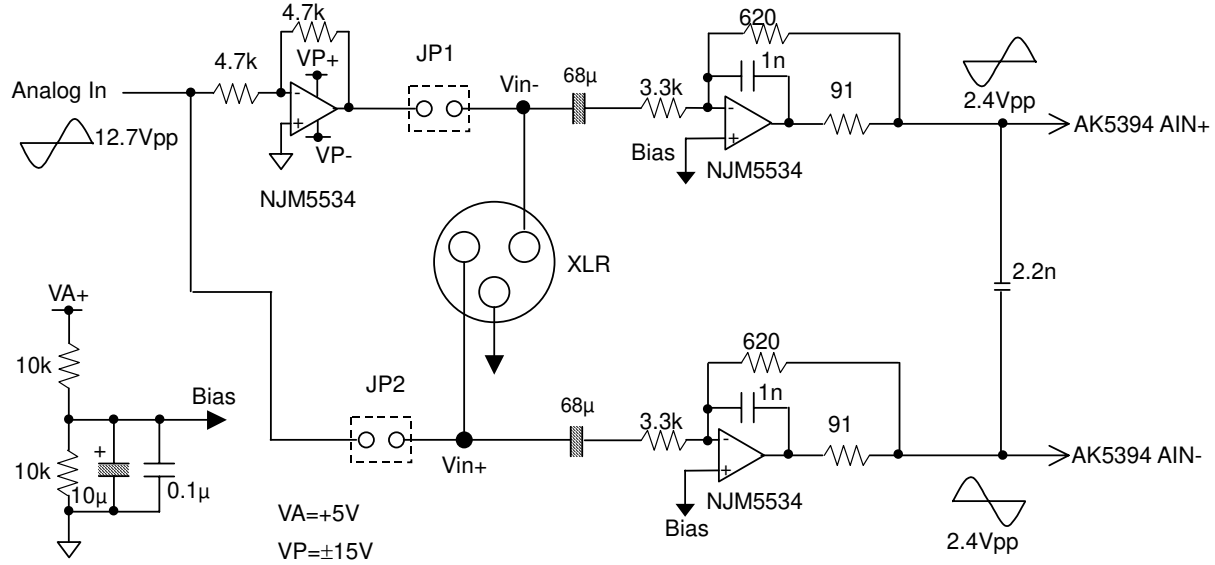 4.7k
4.7k
VP+
Analog In
12.7Vpp
VP-
NJM5534
JP1
Vin-
68μ
3.3k
620
1n
91
Bias
NJM5534
2.4Vpp
AK5394 AIN+
XLR
2.2n
VA+
10k
Bias
10k
+
10μ
0.1μ
JP2
Vin+
68μ
3.3k
620
1n
91
Bias
NJM5534
2.4Vpp
AK5394 AIN-
VA=+5V
VP=±15V